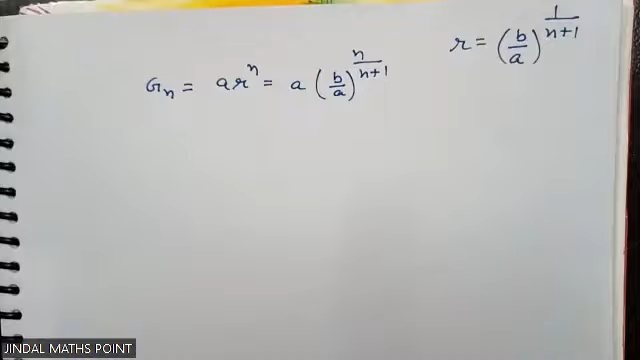 r = (b/a)^(1/(n+1))
Gn = ar^n = a (b/a)^(n/(n+1))
JINDAL MATHS POINT